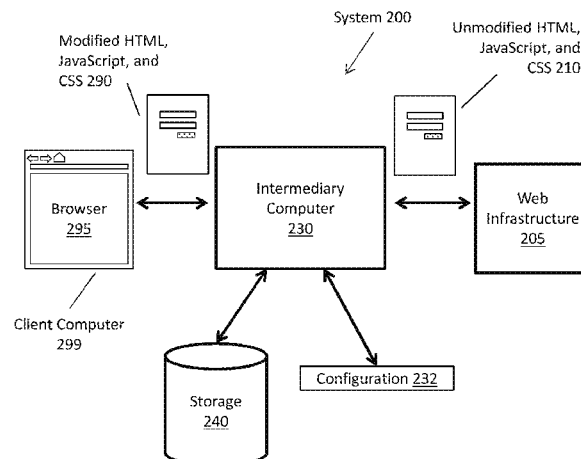 System 200
Modified HTML,
JavaScript, and
CSS 290
Unmodified HTML,
JavaScript, and
CSS 210
Browser
295
Intermediary
Computer
230
Web
Infrastructure
205
Client Computer
299
Storage
240
Configuration 232